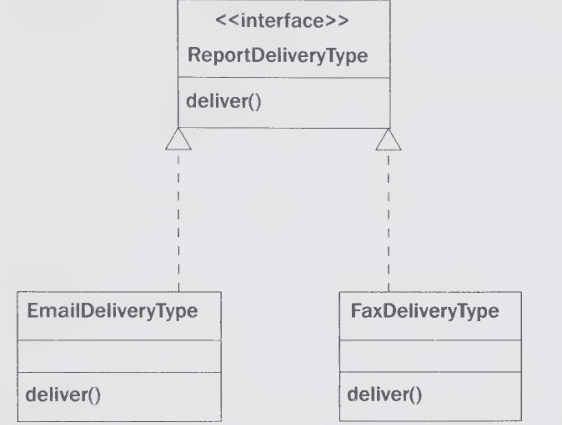 <<interface>>
ReportDeliveryType
deliver()
EmailDeliveryType
FaxDeliveryType
deliver()
deliver()